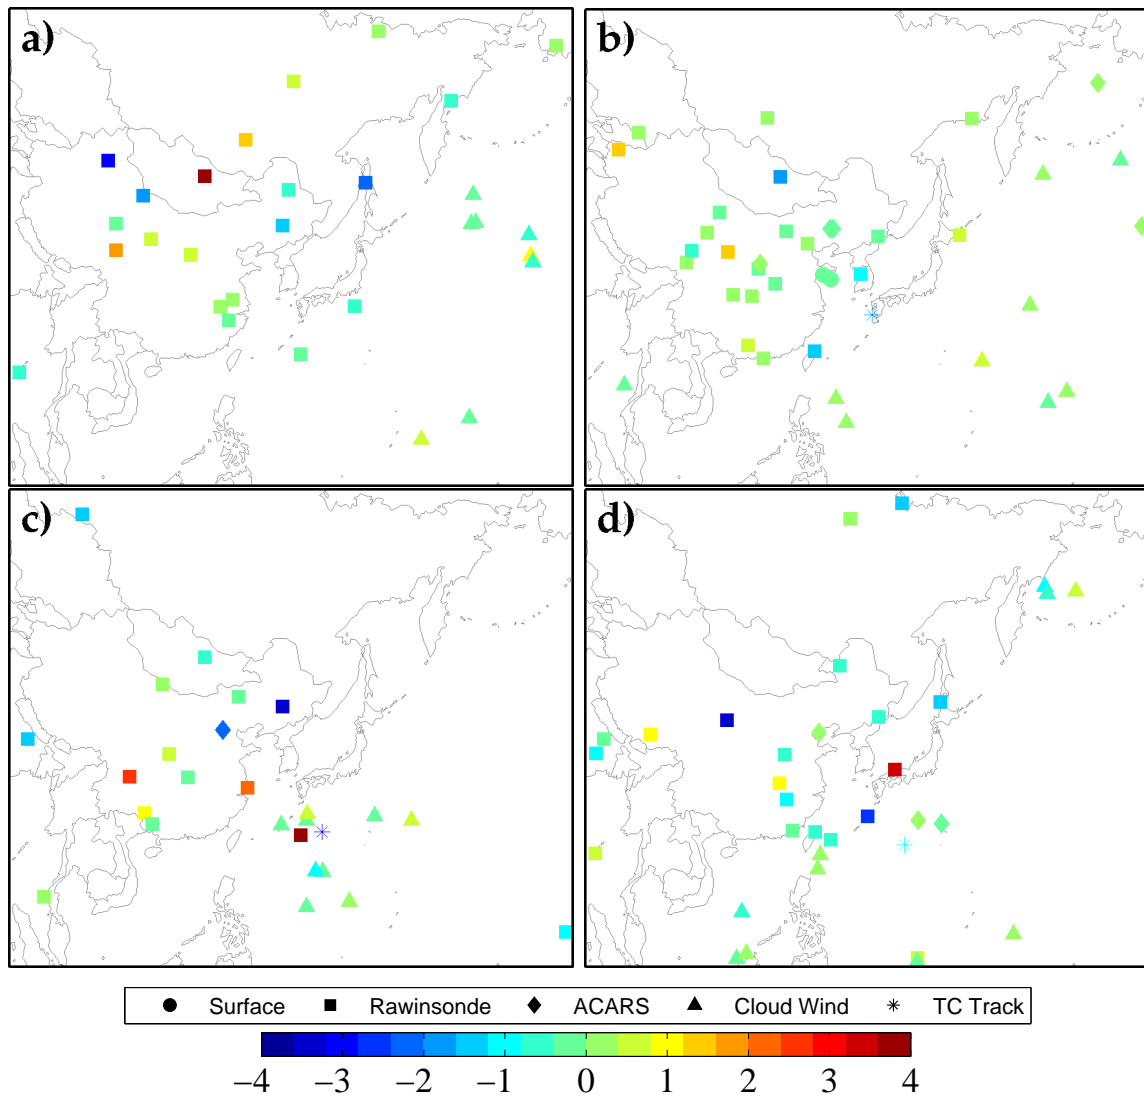 a)
b)
c)
d)
Surface Rawinsonde ACARS Cloud Wind TC Track
−4 −3 −2 −1 0 1 2 3 4